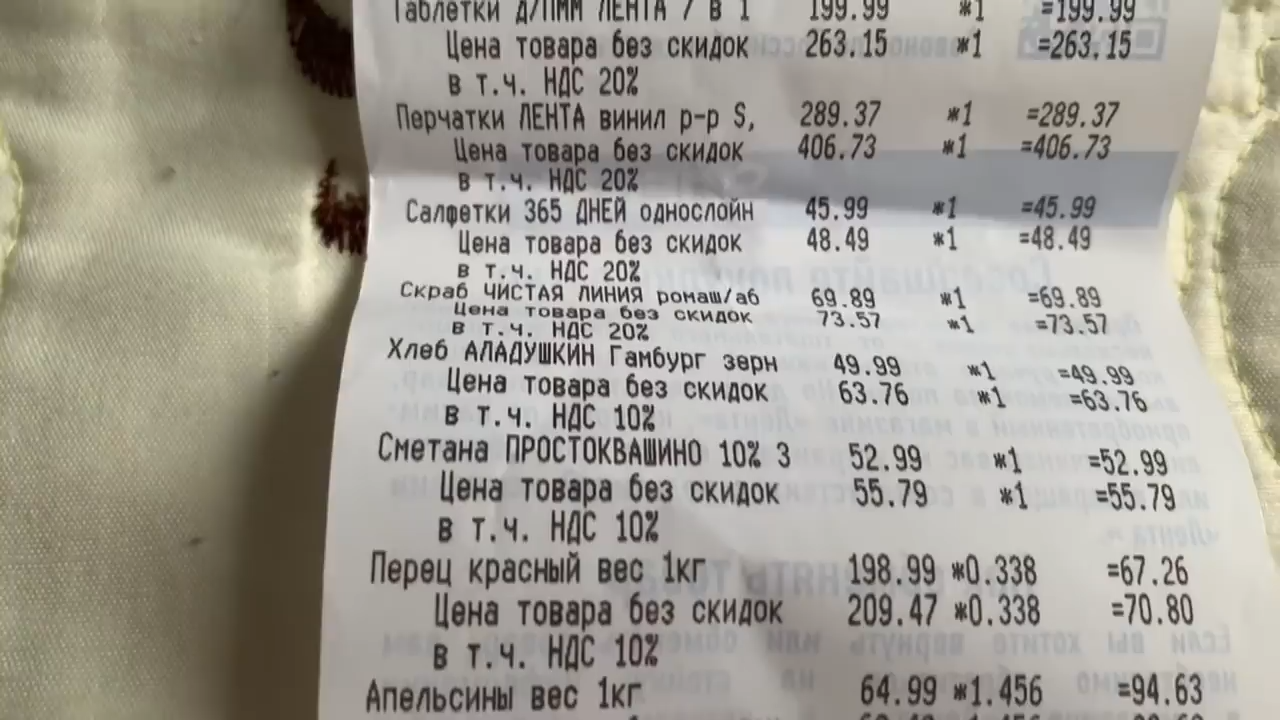 Таблетки д/ПММ ЛЕНТА 7 в 1 199.99 *1 =199.99
Цена товара без скидок 263.15 *1 =263.15
в т.ч. НДС 20%
Перчатки ЛЕНТА винил р-р S, 289.37 *1 =289.37
Цена товара без скидок 406.73 *1 =406.73
в т.ч. НДС 20%
Салфетки 365 ДНЕЙ однослойн 45.99 *1 =45.99
Цена товара без скидок 48.49 *1 =48.49
в т.ч. НДС 20%
Скраб ЧИСТАЯ ЛИНИЯ ромаш/аб 69.89 *1 =69.89
Цена товара без скидок 73.57 *1 =73.57
в т.ч. НДС 20%
Хлеб АЛАДУШКИН Гамбург зерн 49.99 *1 =49.99
Цена товара без скидок 63.76 *1 =63.76
в т.ч. НДС 10%
Сметана ПРОСТОКВАШИНО 10% 3 52.99 *1 =52.99
Цена товара без скидок 55.79 *1 =55.79
в т.ч. НДС 10%
Перец красный вес 1кг 198.99 *0.338 =67.26
Цена товара без скидок 209.47 *0.338 =70.80
в т.ч. НДС 10%
Апельсины вес 1кг 64.99 *1.456 =94.63